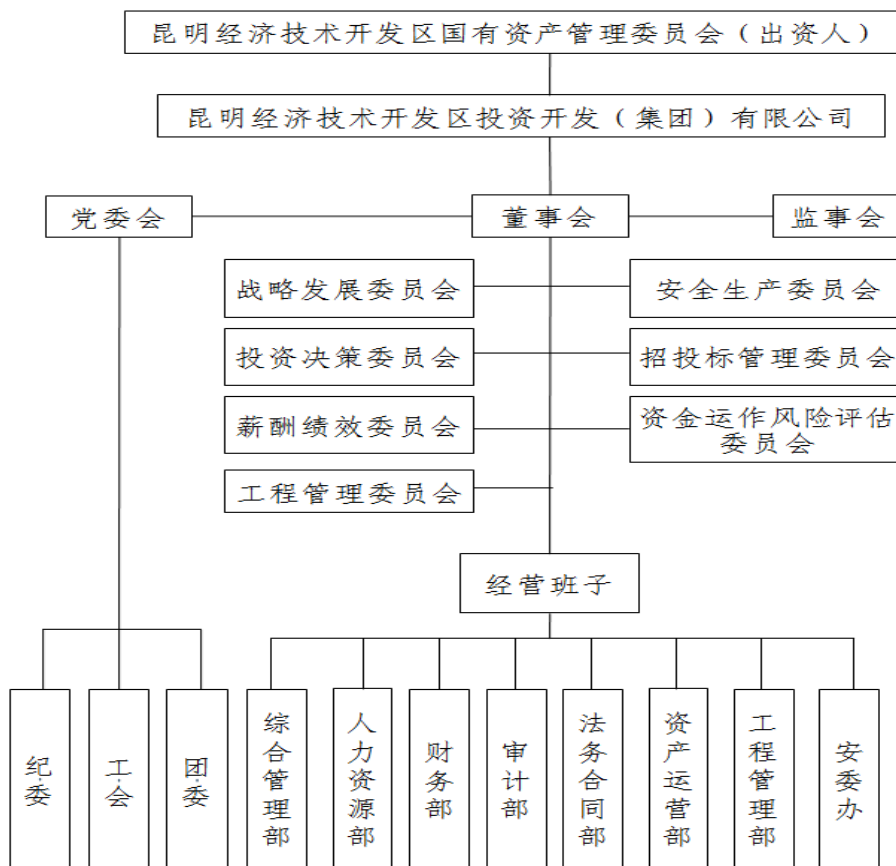 昆明经济技术开发区国有资产管理委员会（出资人）
昆明经济技术开发区投资开发（集团）有限公司
党委会
董事会
监事会
战略发展委员会
安全生产委员会
投资决策委员会
招投标管理委员会
薪酬绩效委员会
资金运作风险评估
委员会
工程管理委员会
经营班子
纪委
工会
团委
综合管理部
人力资源部
财务部
审计部
法务合同部
资产运营部
工程管理部
安委办